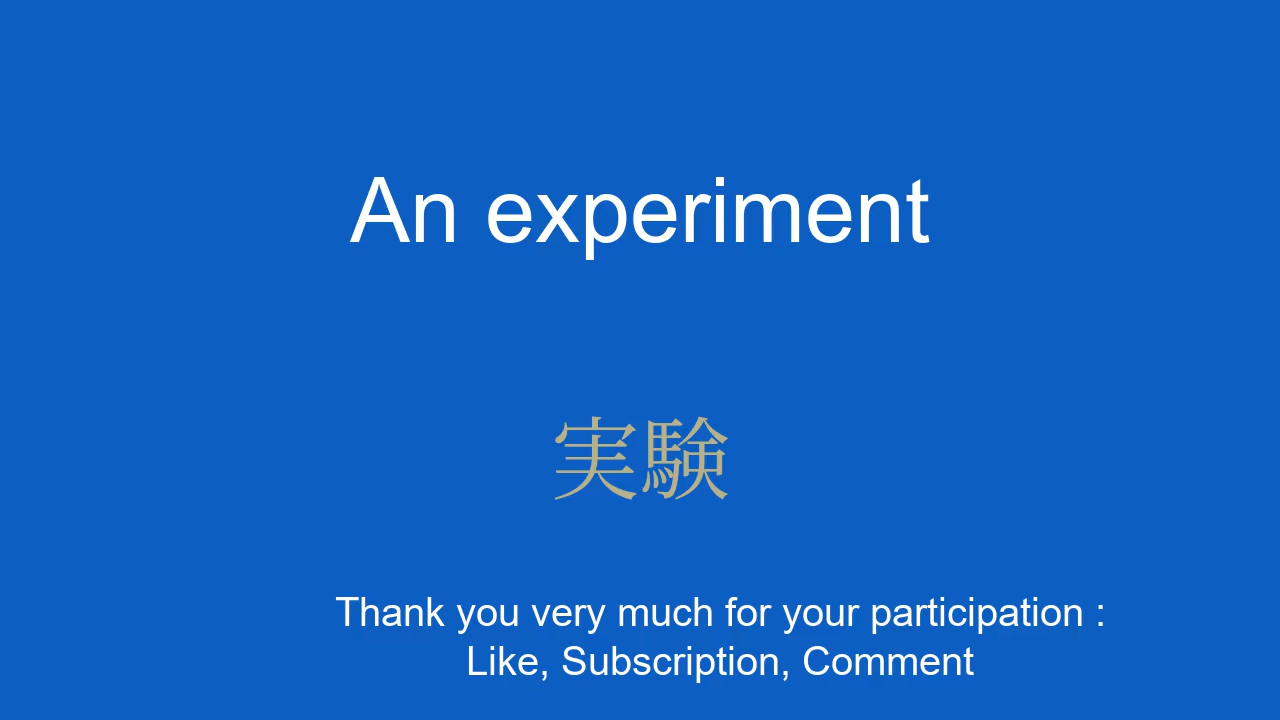 An experiment
実験
Thank you very much for your participation :
Like, Subscription, Comment